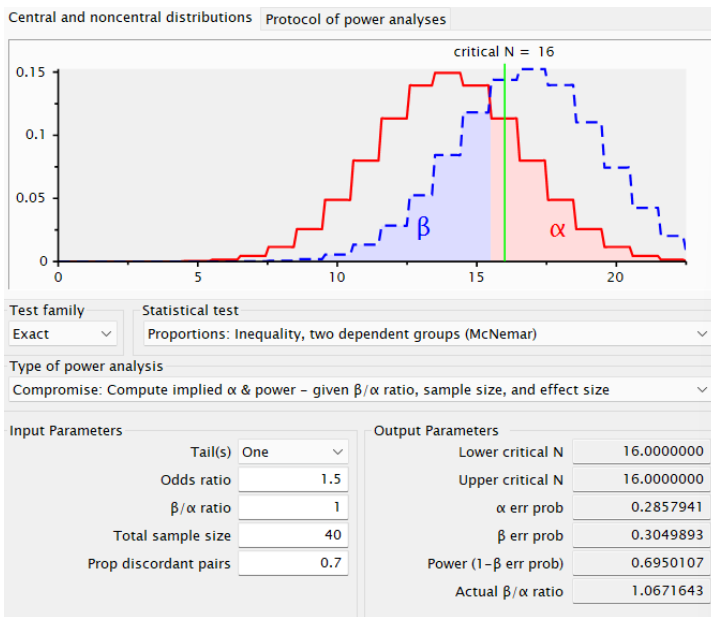 Central and noncentral distributions Protocol of power analyses
critical N = 16
0.15
0.1
0.05
0
β
α
0 5 10 15 20
Test family Statistical test
Exact Proportions: Inequality, two dependent groups (McNemar)
Type of power analysis
Compromise: Compute implied α & power – given β/α ratio, sample size, and effect size
Input Parameters
Tail(s) One
Odds ratio 1.5
β/α ratio 1
Total sample size 40
Prop discordant pairs 0.7
Output Parameters
Lower critical N 16.0000000
Upper critical N 16.0000000
α err prob 0.2857941
β err prob 0.3049893
Power (1-β err prob) 0.6950107
Actual β/α ratio 1.0671643